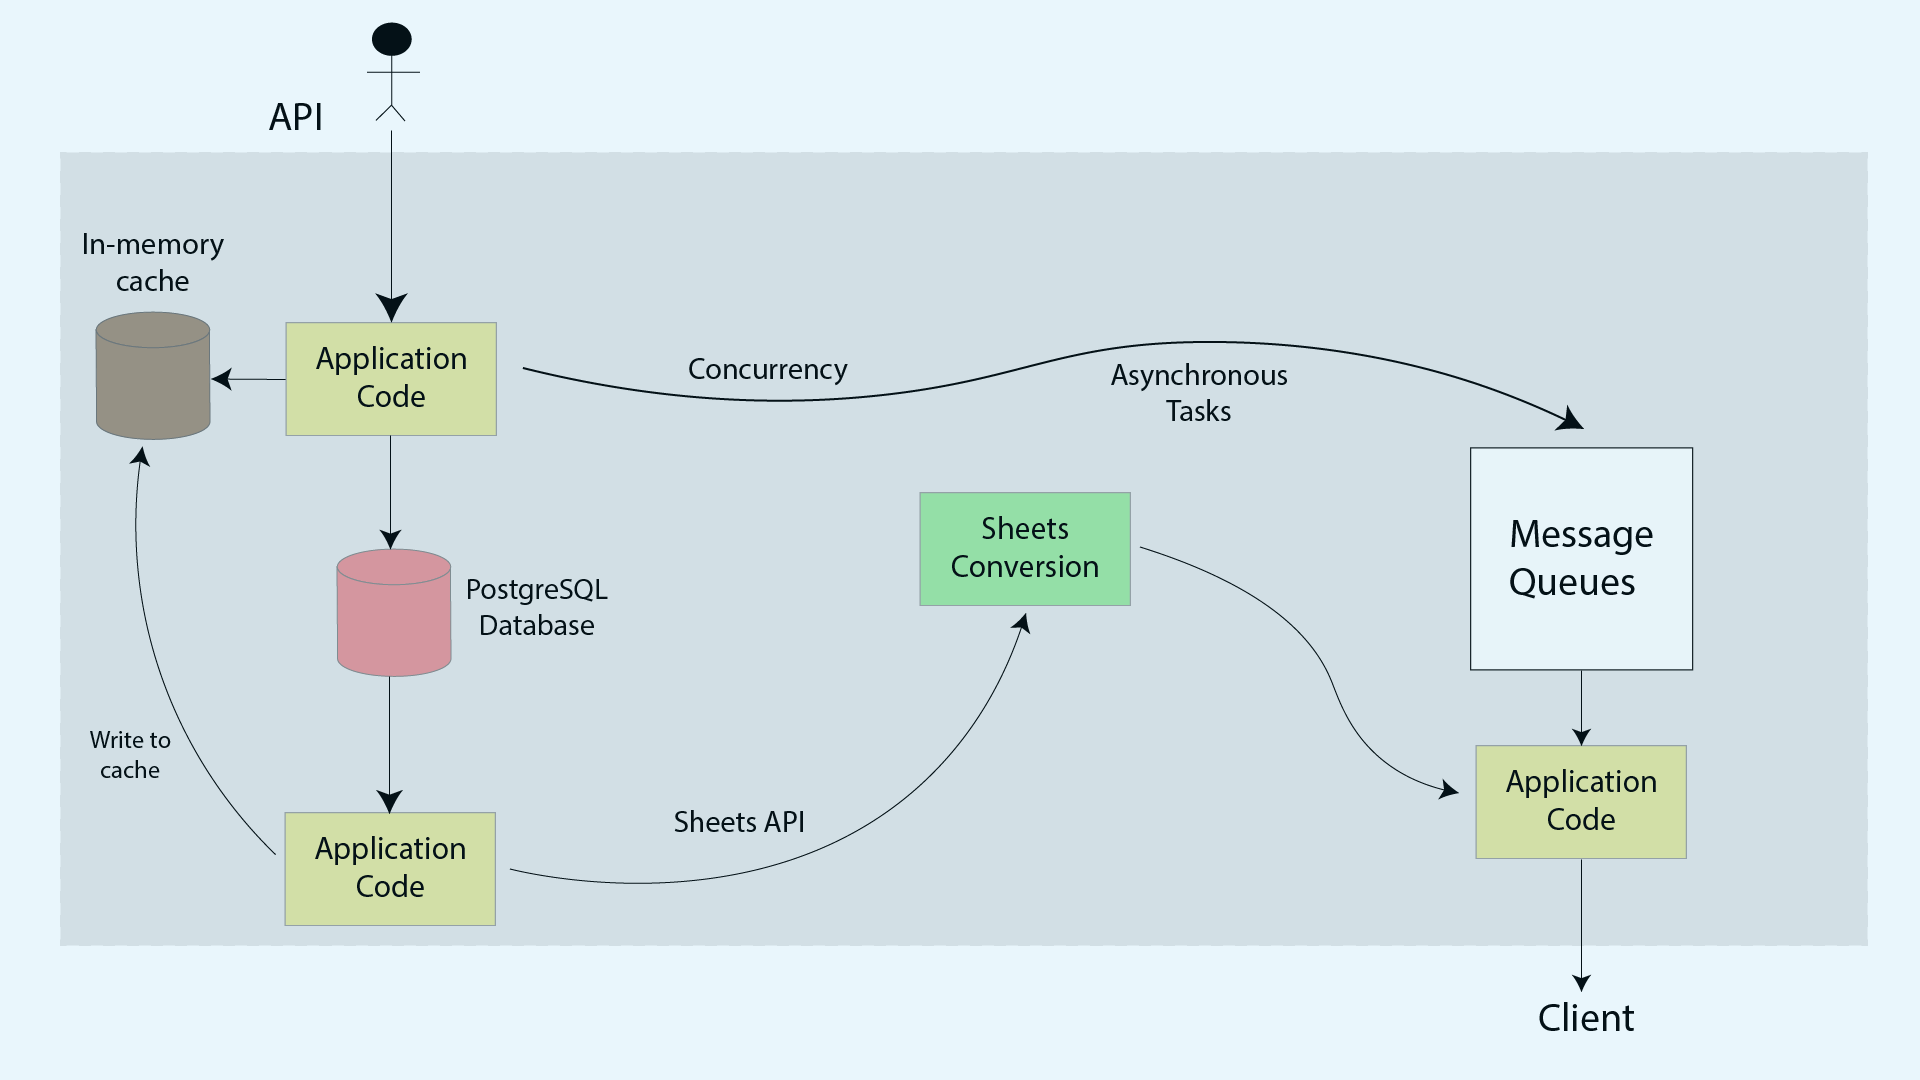 API
In-memory
cache
Application
Code
Concurrency
Asynchronous
Tasks
Message
Queues
Sheets
Conversion
PostgreSQL
Database
Write to
cache
Application
Code
Sheets API
Application
Code
Client